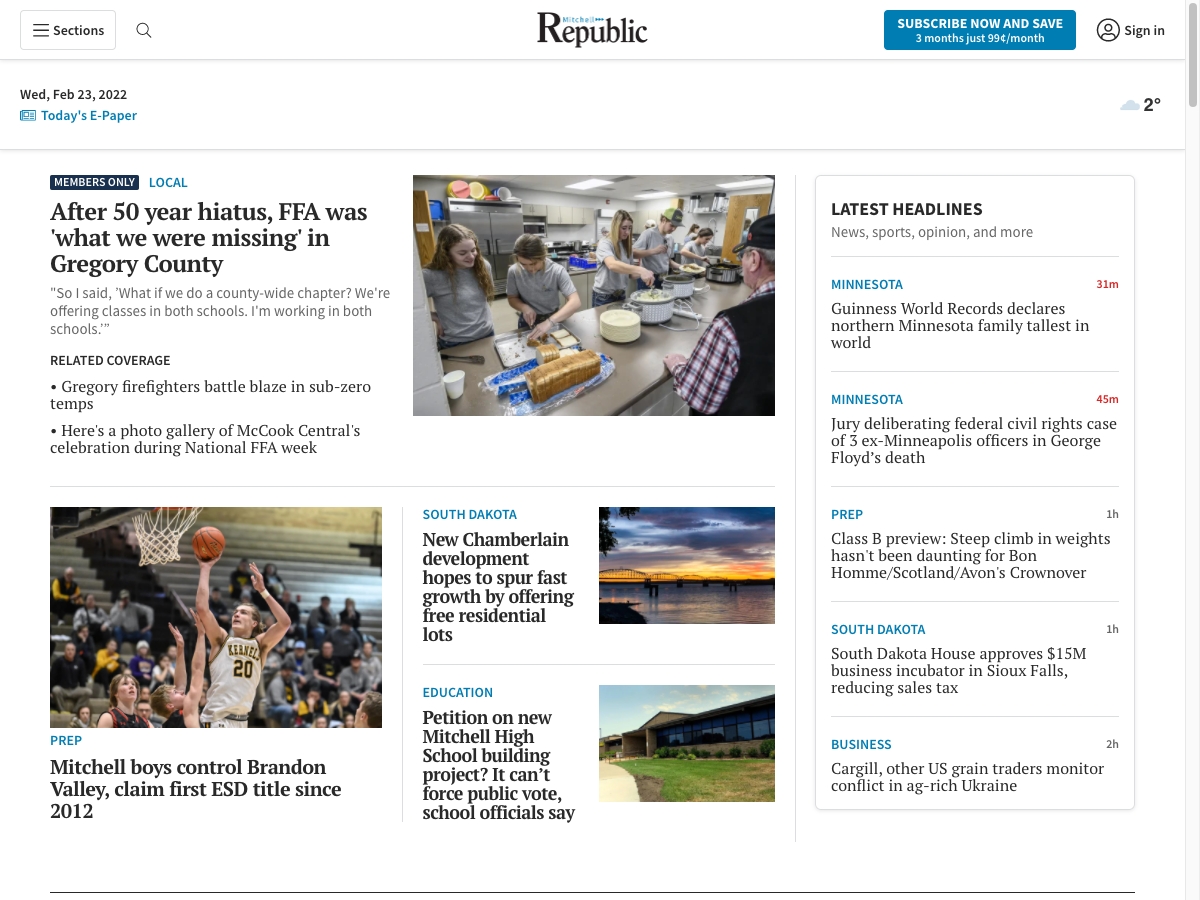 Sections
Mitchell
Republic
SUBSCRIBE NOW AND SAVE
3 months just 99¢/month
Sign in
Wed, Feb 23, 2022
Today's E-Paper
2°
MEMBERS ONLY LOCAL
After 50 year hiatus, FFA was
'what we were missing' in
Gregory County
"So I said, 'What if we do a county-wide chapter? We're
offering classes in both schools. I'm working in both
schools.'"
RELATED COVERAGE
• Gregory firefighters battle blaze in sub-zero
temps
• Here's a photo gallery of McCook Central's
celebration during National FFA week
KERNELS
20
PREP
Mitchell boys control Brandon
Valley, claim first ESD title since
2012
SOUTH DAKOTA
New Chamberlain
development
hopes to spur fast
growth by offering
free residential
lots
EDUCATION
Petition on new
Mitchell High
School building
project? It can’t
force public vote,
school officials say
LATEST HEADLINES
News, sports, opinion, and more
MINNESOTA 31m
Guinness World Records declares
northern Minnesota family tallest in
world
MINNESOTA 45m
Jury deliberating federal civil rights case
of 3 ex-Minneapolis officers in George
Floyd’s death
PREP 1h
Class B preview: Steep climb in weights
hasn't been daunting for Bon
Homme/Scotland/Avon's Crownover
SOUTH DAKOTA 1h
South Dakota House approves $15M
business incubator in Sioux Falls,
reducing sales tax
BUSINESS 2h
Cargill, other US grain traders monitor
conflict in ag-rich Ukraine